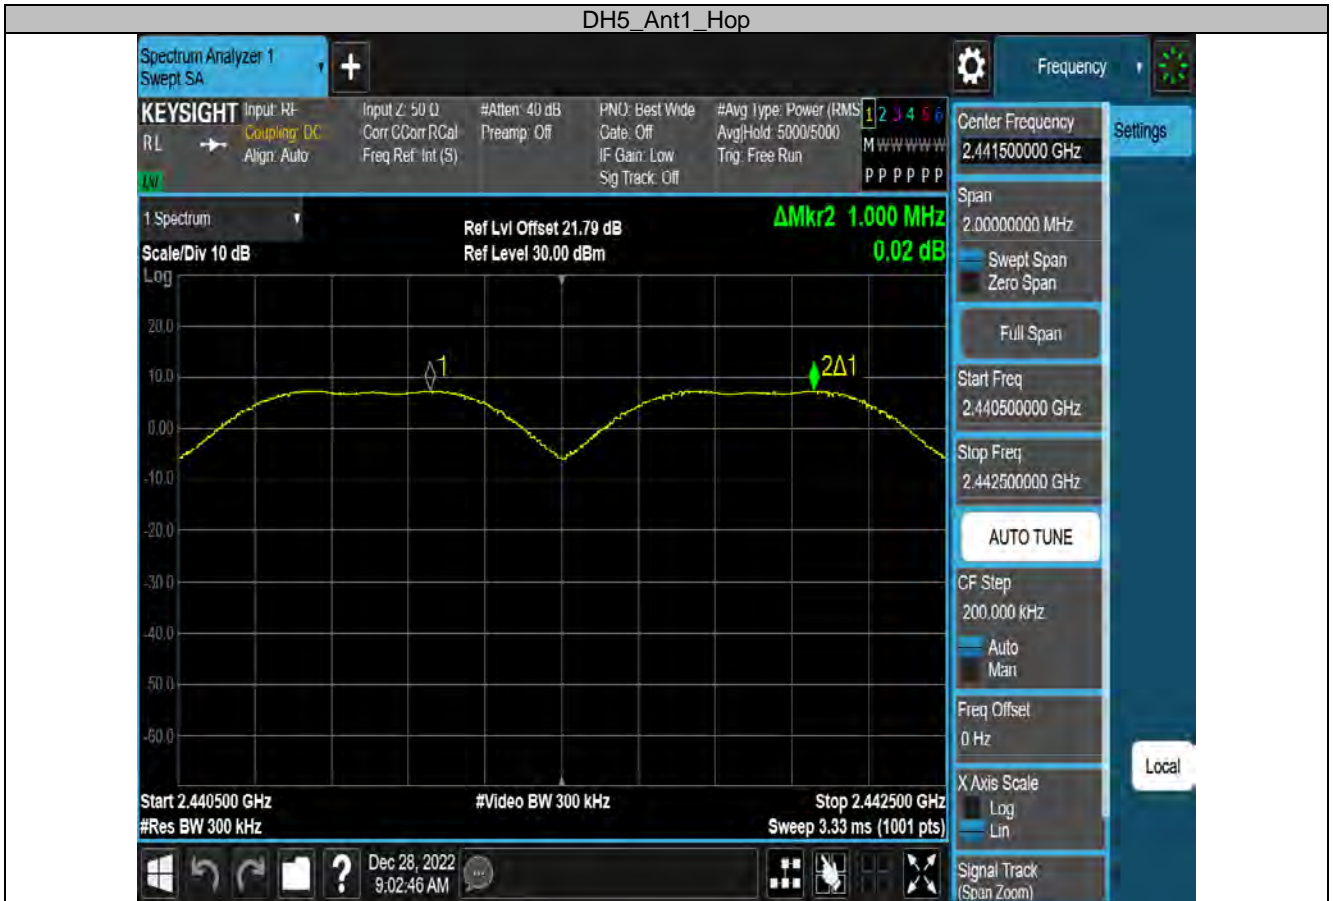 DH5_Ant1_Hop
Spectrum Analyzer 1
Swept SA
+
Frequency
KEYSIGHT
RL
Input: RF
Coupling: DC
Align: Auto
Input Z: 50 Ω
Corr CCorr RCal
Freq Ref: Int (S)
#Atten: 40 dB
Preamp: Off
PNO: Best Wide
Gate: Off
IF Gain: Low
Sig Track: Off
#Avg Type: Power (RMS
Avg|Hold: 5000/5000
Trig: Free Run
1 2 3 4 5 6
M W W W W W
P P P P P P
1 Spectrum
Scale/Div 10 dB
Ref Lvl Offset 21.79 dB
Ref Level 30.00 dBm
ΔMkr2 1.000 MHz
0.02 dB
Log
20.0
10.0
0.00
-10.0
-20.0
-30.0
-40.0
-50.0
-60.0
1
2Δ1
Start 2.440500 GHz
#Video BW 300 kHz
Stop 2.442500 GHz
#Res BW 300 kHz
Sweep 3.33 ms (1001 pts)
Center Frequency
2.441500000 GHz
Settings
Span
2.00000000 MHz
Swept Span
Zero Span
Full Span
Start Freq
2.440500000 GHz
Stop Freq
2.442500000 GHz
AUTO TUNE
CF Step
200.000 kHz
Auto
Man
Freq Offset
0 Hz
X Axis Scale
Log
Lin
Local
Signal Track
(Span Zoom)
?
Dec 28, 2022
9:02:46 AM